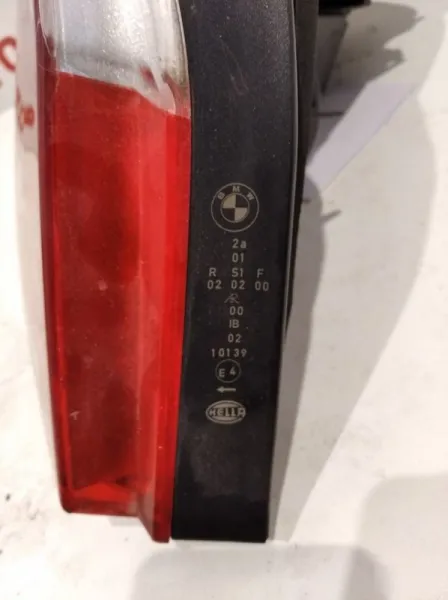 BMW
2a
01
R S1 F
02 02 00
AR
00
IB
02
10139
E4
←
HELLA